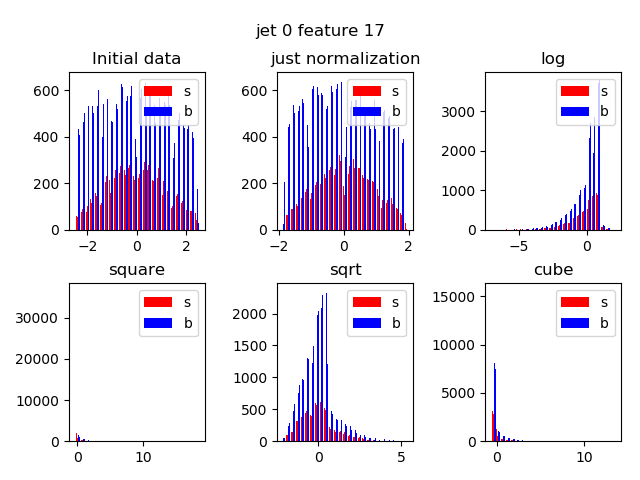 jet 0 feature 17
Initial data
just normalization
log
s
b
s
b
s
b
600
400
200
0
−2
0
2
600
400
200
0
−2
0
2
3000
2000
1000
0
−5
0
square
sqrt
cube
s
b
s
b
s
b
30000
20000
10000
0
0
10
2000
1500
1000
500
0
0
5
15000
10000
5000
0
0
10